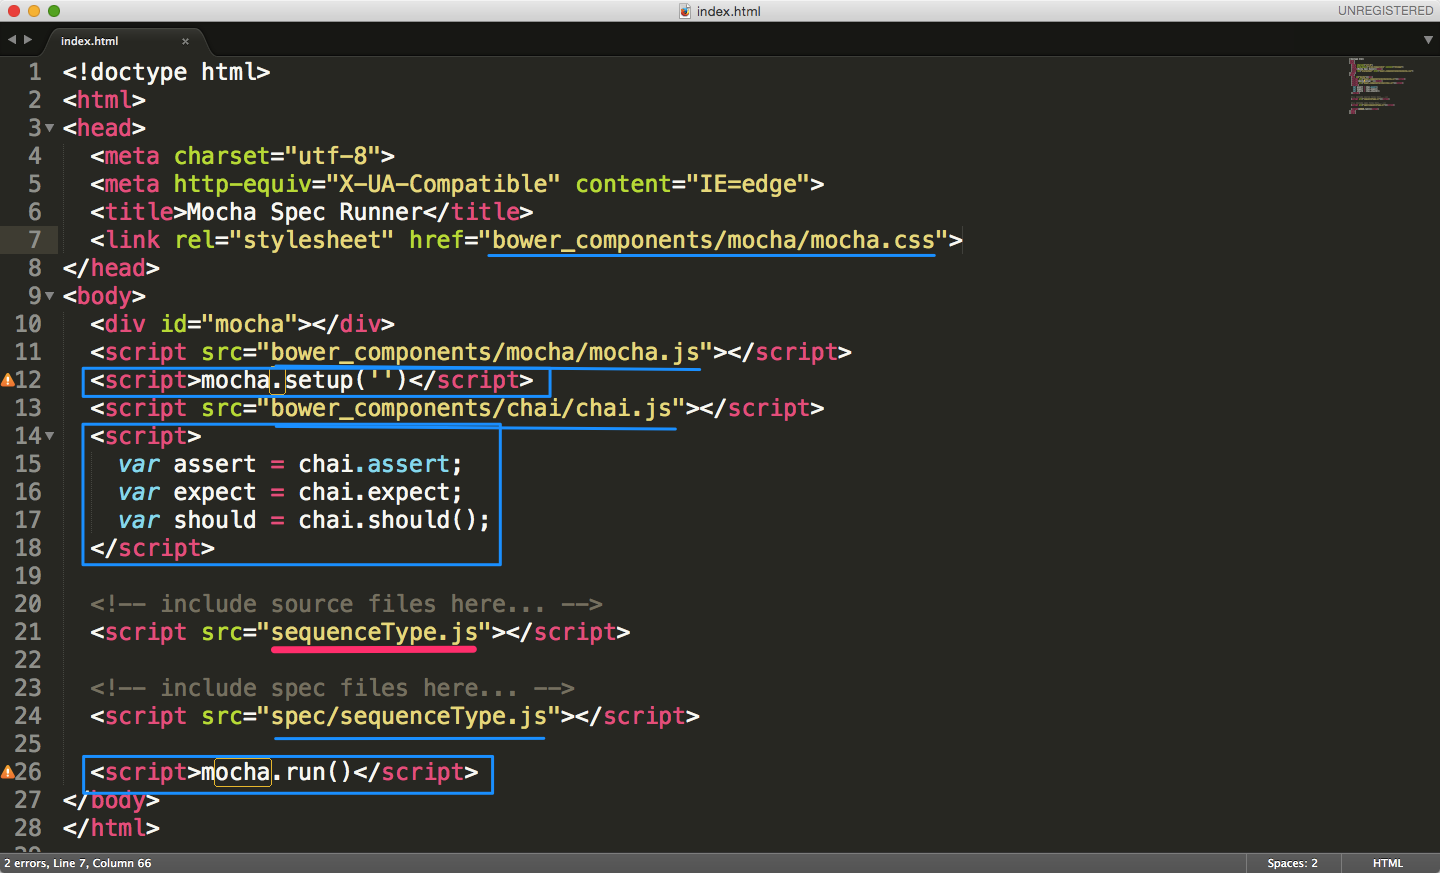 index.html
UNREGISTERED
index.html
1 <!doctype html>
2 <html>
3 <head>
4 <meta charset="utf-8">
5 <meta http-equiv="X-UA-Compatible" content="IE=edge">
6 <title>Mocha Spec Runner</title>
7 <link rel="stylesheet" href="bower_components/mocha/mocha.css">
8 </head>
9 <body>
10 <div id="mocha"></div>
11 <script src="bower_components/mocha/mocha.js"></script>
12 <script>mocha.setup('')</script>
13 <script src="bower_components/chai/chai.js"></script>
14 <script>
15 var assert = chai.assert;
16 var expect = chai.expect;
17 var should = chai.should();
18 </script>
19
20 <!-- include source files here... -->
21 <script src="sequenceType.js"></script>
22
23 <!-- include spec files here... -->
24 <script src="spec/sequenceType.js"></script>
25
26 <script>mocha.run()</script>
27 </body>
28 </html>
2 errors, Line 7, Column 66
Spaces: 2
HTML